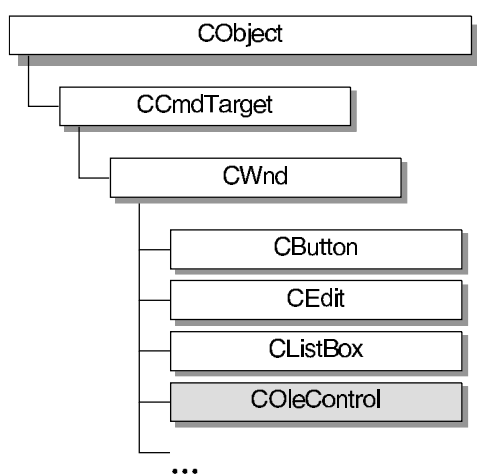 CObject
CCmdTarget
CWnd
CButton
CEdit
CListBox
COleControl
...